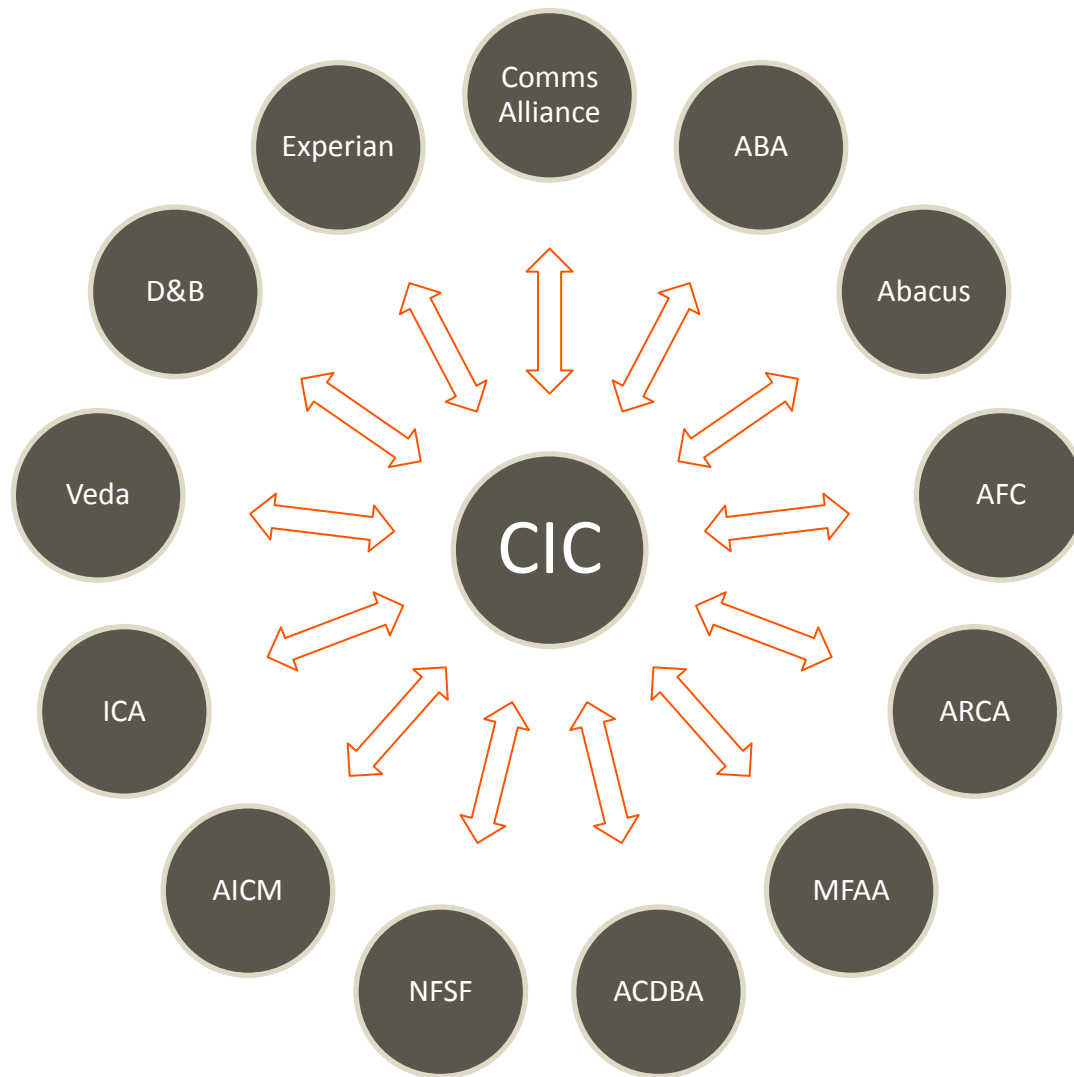 Comms
Alliance
ABA
Abacus
AFC
ARCA
MFAA
ACDBA
NFSF
AICM
ICA
Veda
D&B
Experian
CIC